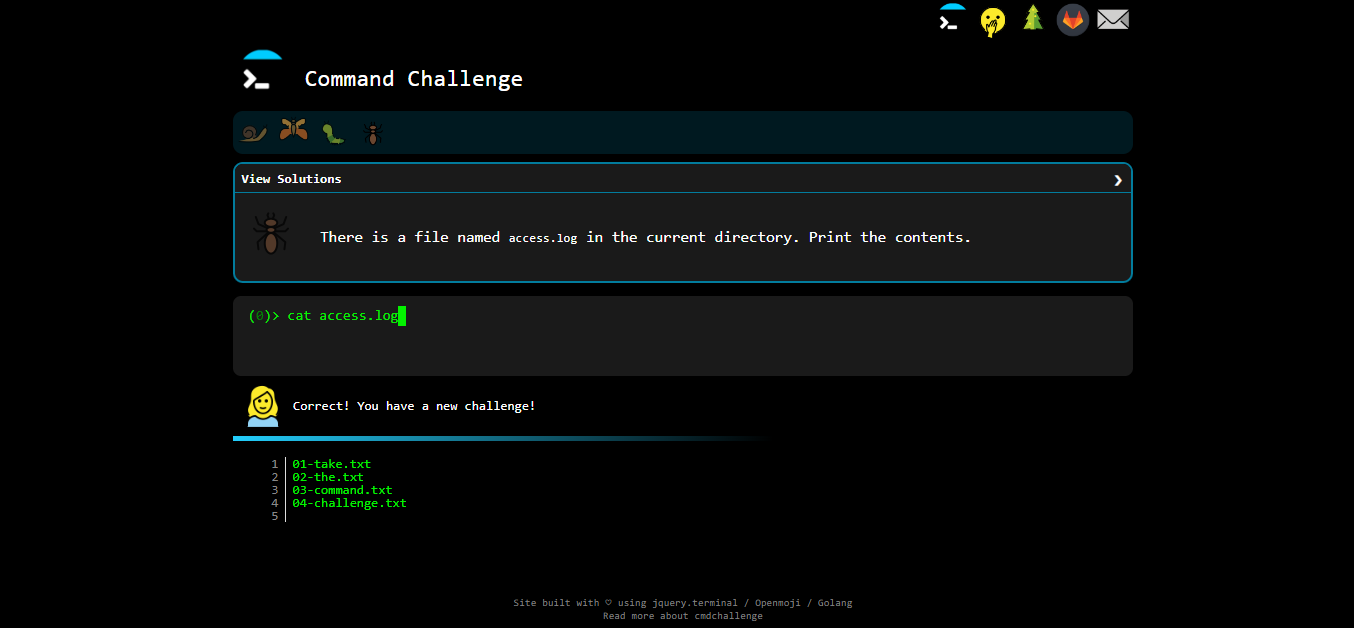 Command Challenge
View Solutions
There is a file named access.log in the current directory. Print the contents.
(0)> cat access.log
Correct! You have a new challenge!
1 01-take.txt
2 02-the.txt
3 03-command.txt
4 04-challenge.txt
5
Site built with ♡ using jquery.terminal / Openmoji / Golang
Read more about cmdchallenge